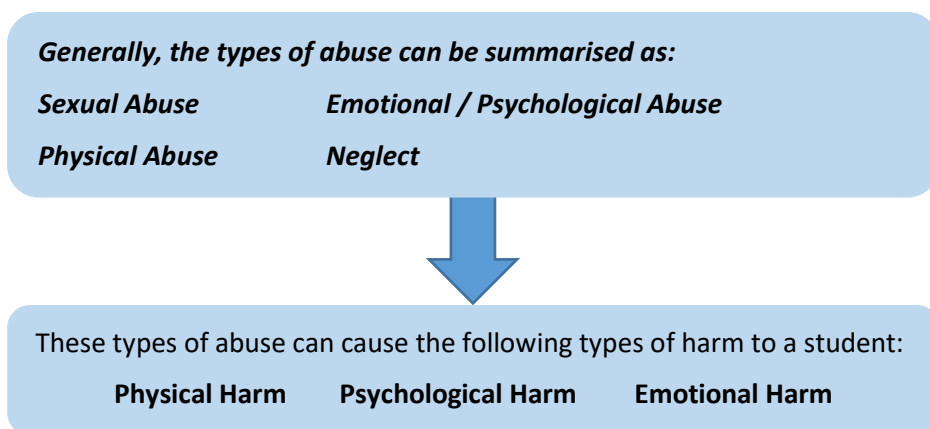 Generally, the types of abuse can be summarised as:
Sexual Abuse Emotional / Psychological Abuse
Physical Abuse Neglect
These types of abuse can cause the following types of harm to a student:
Physical Harm Psychological Harm Emotional Harm